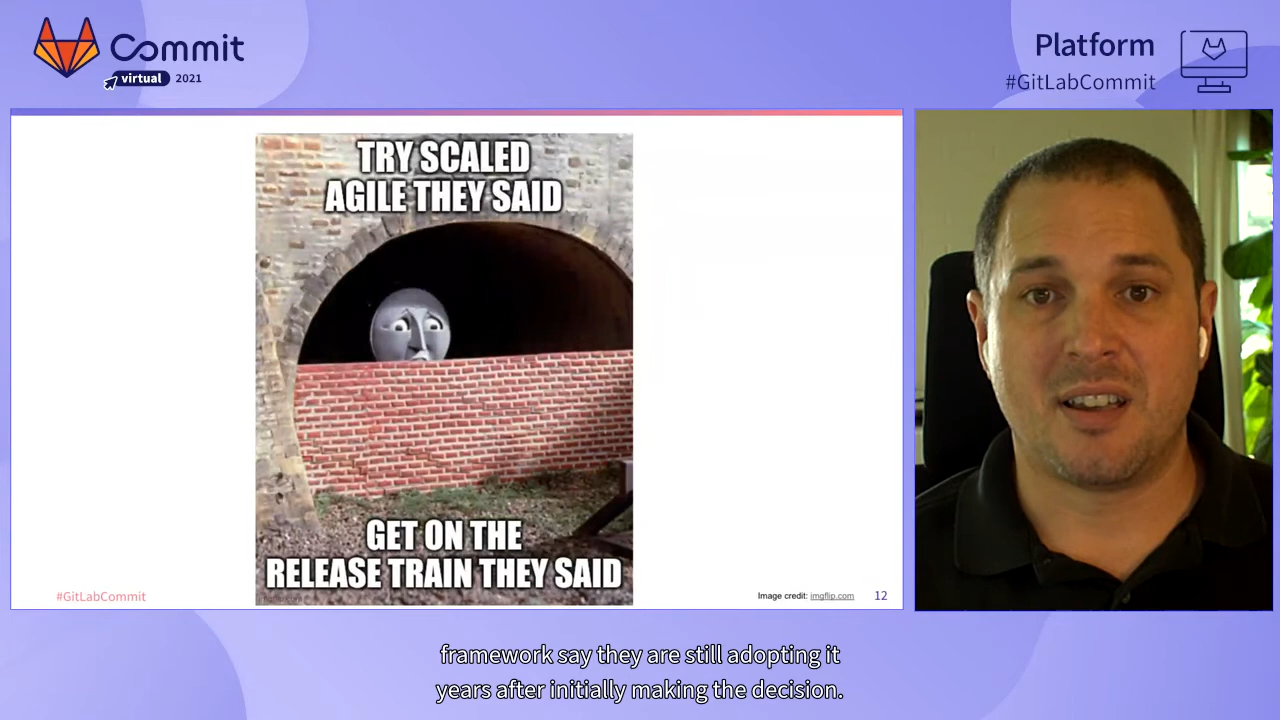 Commit
virtual 2021
Platform
#GitLabCommit
TRY SCALED
AGILE THEY SAID
GET ON THE
RELEASE TRAIN THEY SAID
#GitLabCommit
Image credit: imgflip.com
12
framework say they are still adopting it
years after initially making the decision.